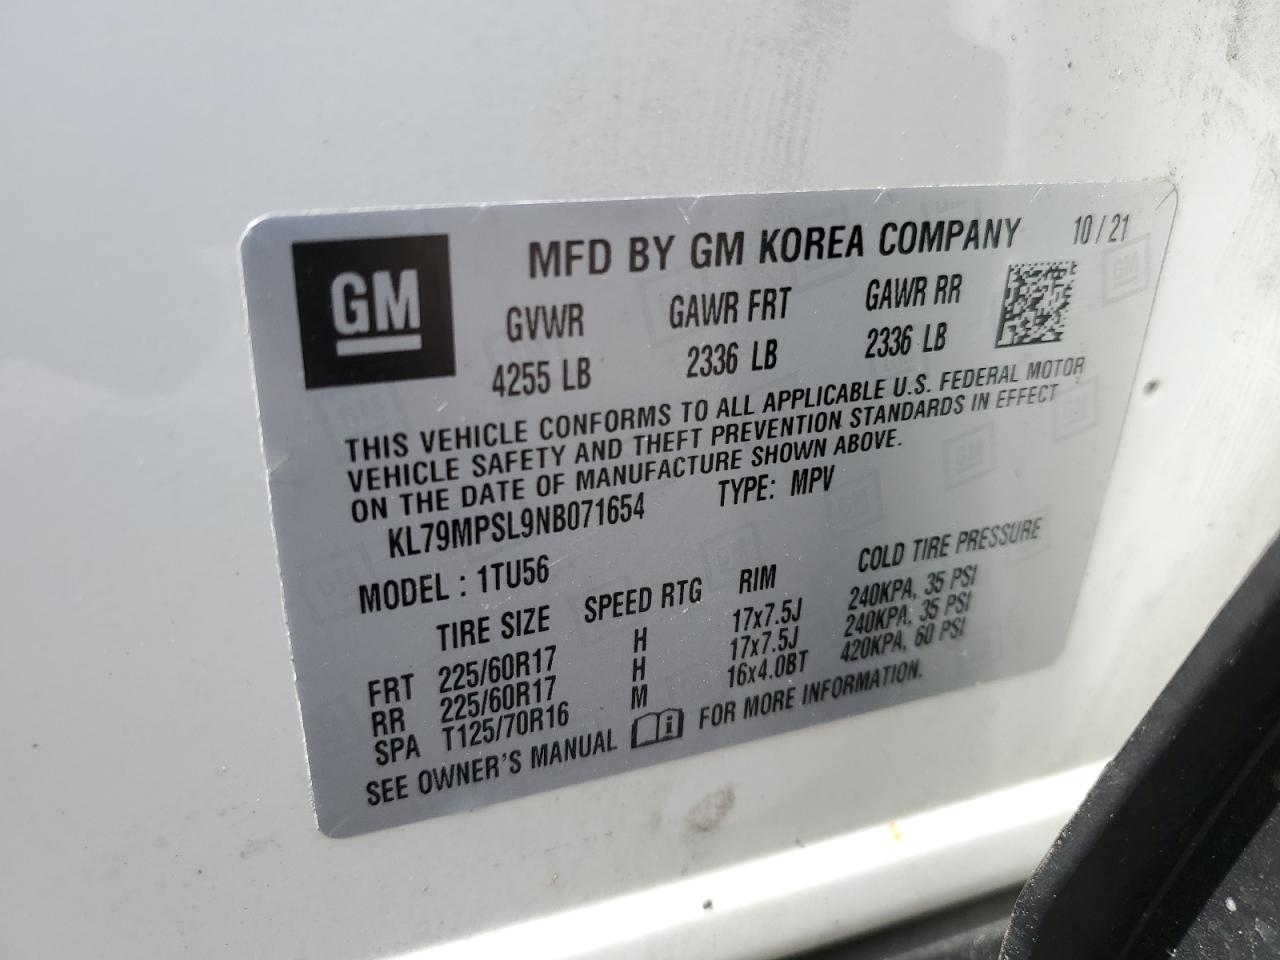 GM
MFD BY GM KOREA COMPANY 10/21
GVWR GAWR FRT GAWR RR
4255 LB 2336 LB 2336 LB
THIS VEHICLE CONFORMS TO ALL APPLICABLE U.S. FEDERAL MOTOR
VEHICLE SAFETY AND THEFT PREVENTION STANDARDS IN EFFECT
ON THE DATE OF MANUFACTURE SHOWN ABOVE.
KL79MPSL9NB071654 TYPE: MPV
MODEL : 1TU56
TIRE SIZE SPEED RTG RIM COLD TIRE PRESSURE
FRT 225/60R17 H 17x7.5J 240KPA, 35 PSI
RR 225/60R17 H 17x7.5J 240KPA, 35 PSI
SPA T125/70R16 M 16x4.0BT 420KPA, 60 PSI
SEE OWNER'S MANUAL i FOR MORE INFORMATION.